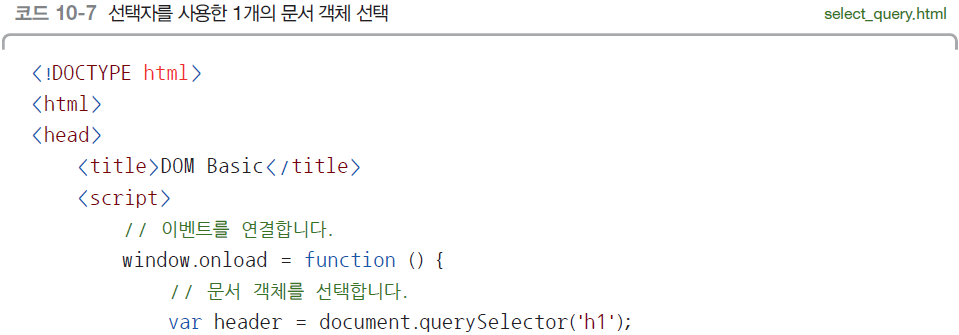 코드 10-7 선택자를 사용한 1개의 문서 객체 선택 select_query.html
<!DOCTYPE html>
<html>
<head>
    <title>DOM Basic</title>
    <script>
        // 이벤트를 연결합니다.
        window.onload = function () {
            // 문서 객체를 선택합니다.
            var header = document.querySelector('h1');